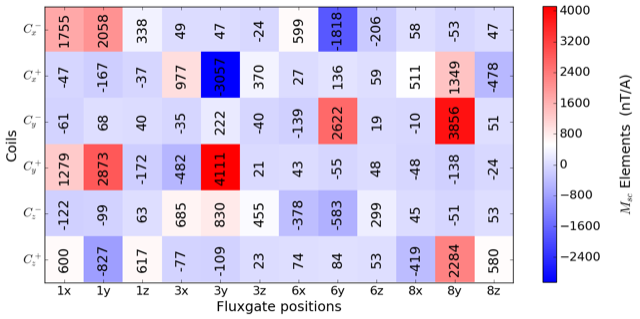 Coils
C_x^- 1755 2058 338 49 47 -24 599 -1818 -206 58 -53 47
C_x^+ -47 -167 -37 977 -3057 370 27 136 59 511 1349 -478
C_y^- -61 68 40 -35 222 -40 -139 2622 19 -10 3856 51
C_y^+ 1279 2873 -172 -482 4111 21 43 -55 48 -48 -138 -24
C_z^- -122 -99 63 685 830 455 -378 -583 299 45 -51 53
C_z^+ 600 -827 617 -77 -109 23 74 84 53 -419 2284 580
1x 1y 1z 3x 3y 3z 6x 6y 6z 8x 8y 8z
Fluxgate positions
4000
3200
2400
1600
800
0
-800
-1600
-2400
M_sc Elements (nT/A)